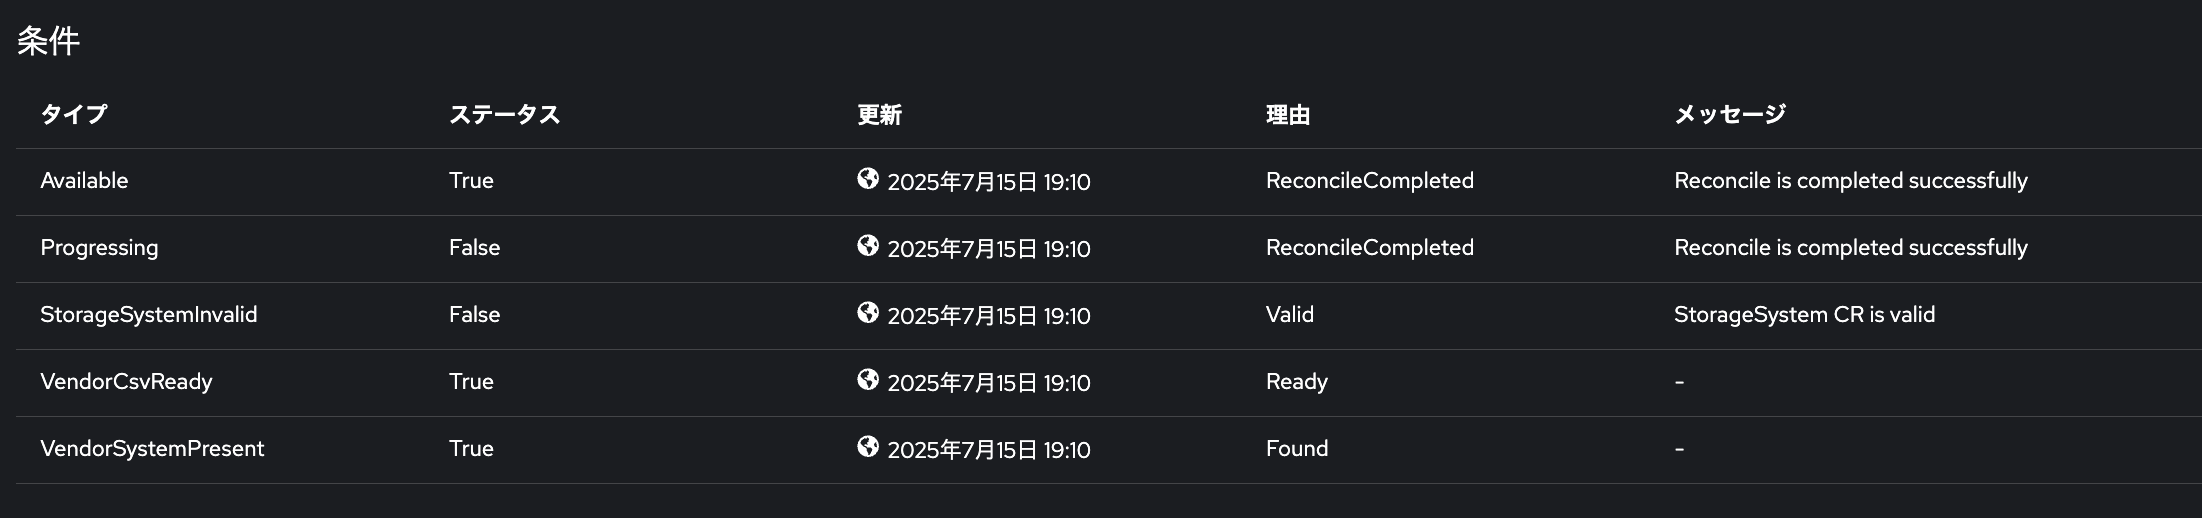 条件
タイプ ステータス 更新 理由 メッセージ
Available True 2025年7月15日 19:10 ReconcileCompleted Reconcile is completed successfully
Progressing False 2025年7月15日 19:10 ReconcileCompleted Reconcile is completed successfully
StorageSystemInvalid False 2025年7月15日 19:10 Valid StorageSystem CR is valid
VendorCsvReady True 2025年7月15日 19:10 Ready -
VendorSystemPresent True 2025年7月15日 19:10 Found -